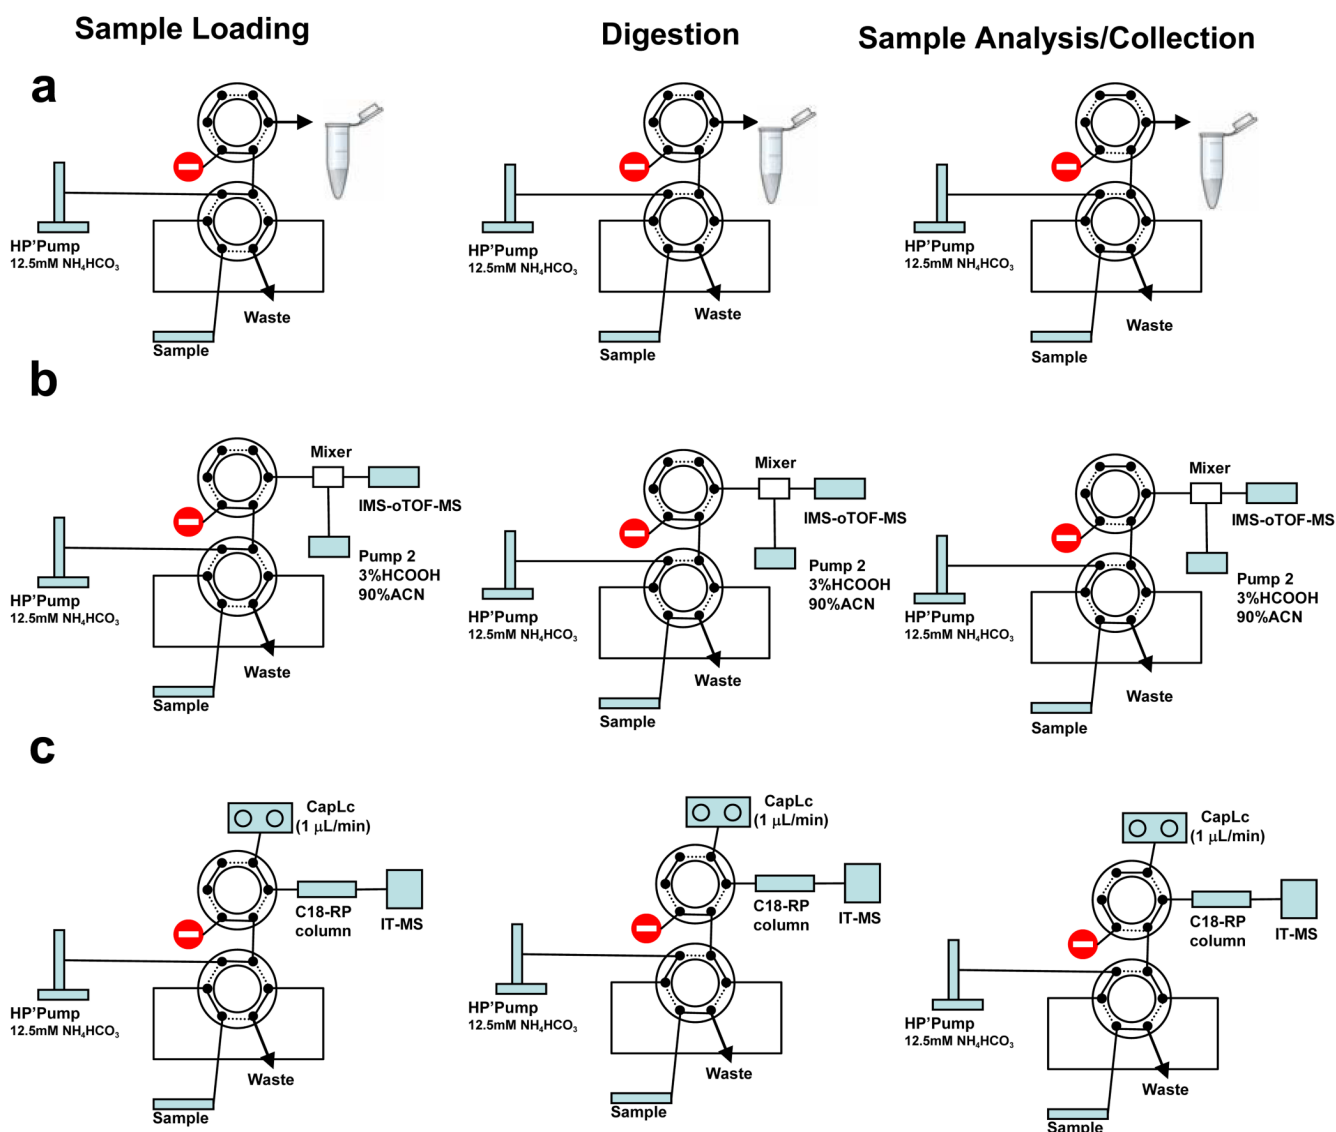 Sample Loading
Digestion
Sample Analysis/Collection
a
HP'Pump
12.5mM NH₄HCO₃
Waste
Sample
HP'Pump
12.5mM NH₄HCO₃
Waste
Sample
HP'Pump
12.5mM NH₄HCO₃
Waste
Sample
b
Mixer
IMS-oTOF-MS
Pump 2
3%HCOOH
90%ACN
HP'Pump
12.5mM NH₄HCO₃
Waste
Sample
Mixer
IMS-oTOF-MS
Pump 2
3%HCOOH
90%ACN
HP'Pump
12.5mM NH₄HCO₃
Waste
Sample
Mixer
IMS-oTOF-MS
Pump 2
3%HCOOH
90%ACN
HP'Pump
12.5mM NH₄HCO₃
Waste
Sample
c
CapLc
(1 μL/min)
C18-RP
column
IT-MS
HP'Pump
12.5mM NH₄HCO₃
Waste
Sample
CapLc
(1 μL/min)
C18-RP
column
IT-MS
HP'Pump
12.5mM NH₄HCO₃
Waste
Sample
CapLc
(1 μL/min)
C18-RP
column
IT-MS
HP'Pump
12.5mM NH₄HCO₃
Waste
Sample